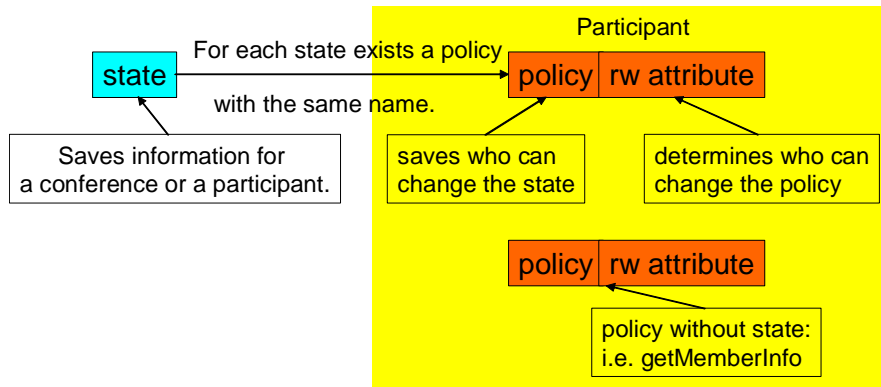 Participant
For each state exists a policy
state
policy rw attribute
with the same name.
Saves information for
a conference or a participant.
saves who can
change the state
determines who can
change the policy
policy rw attribute
policy without state:
i.e. getMemberInfo